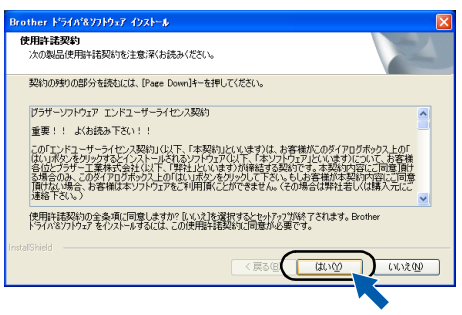 Brother ﾄﾞﾗｲﾊﾞ&ｿﾌﾄｳｪｱ ｲﾝｽﾄｰﾙ
使用許諾契約
次の製品使用許諾契約を注意深くお読みください。
契約の残りの部分を読むには、[Page Down]キーを押してください。
ブラザーソフトウェア エンドユーザーライセンス契約
重要！！ よくお読み下さい！！
この「エンドユーザーライセンス契約」(以下、「本契約」といいます)は、お客様がこのダイアログボックス上の「
はい」ボタンをクリックするとインストールされるソフトウェア(以下、「本ソフトウェア」といいます)について、お客様
各位とブラザー工業株式会社(以下、「弊社」といいます)が締結する契約です。本契約内容にご同意頂け
る場合のみ、このダイアログボックス上の「はい」ボタンをクリックして下さい。もしお客様が本契約内容にご同意
頂けない場合、お客様は本ソフトウェアをご利用頂くことができません。(その場合は弊社若しくは購入元にご
連絡下さい。)
使用許諾契約の全条項に同意しますか? [いいえ]を選択するとｾｯﾄｱｯﾌﾟが終了されます。Brother
ﾄﾞﾗｲﾊﾞ&ｿﾌﾄｳｪｱ をｲﾝｽﾄｰﾙするには、この使用許諾契約に同意が必要です。
InstallShield
< 戻る(B) はい(Y) いいえ(N)